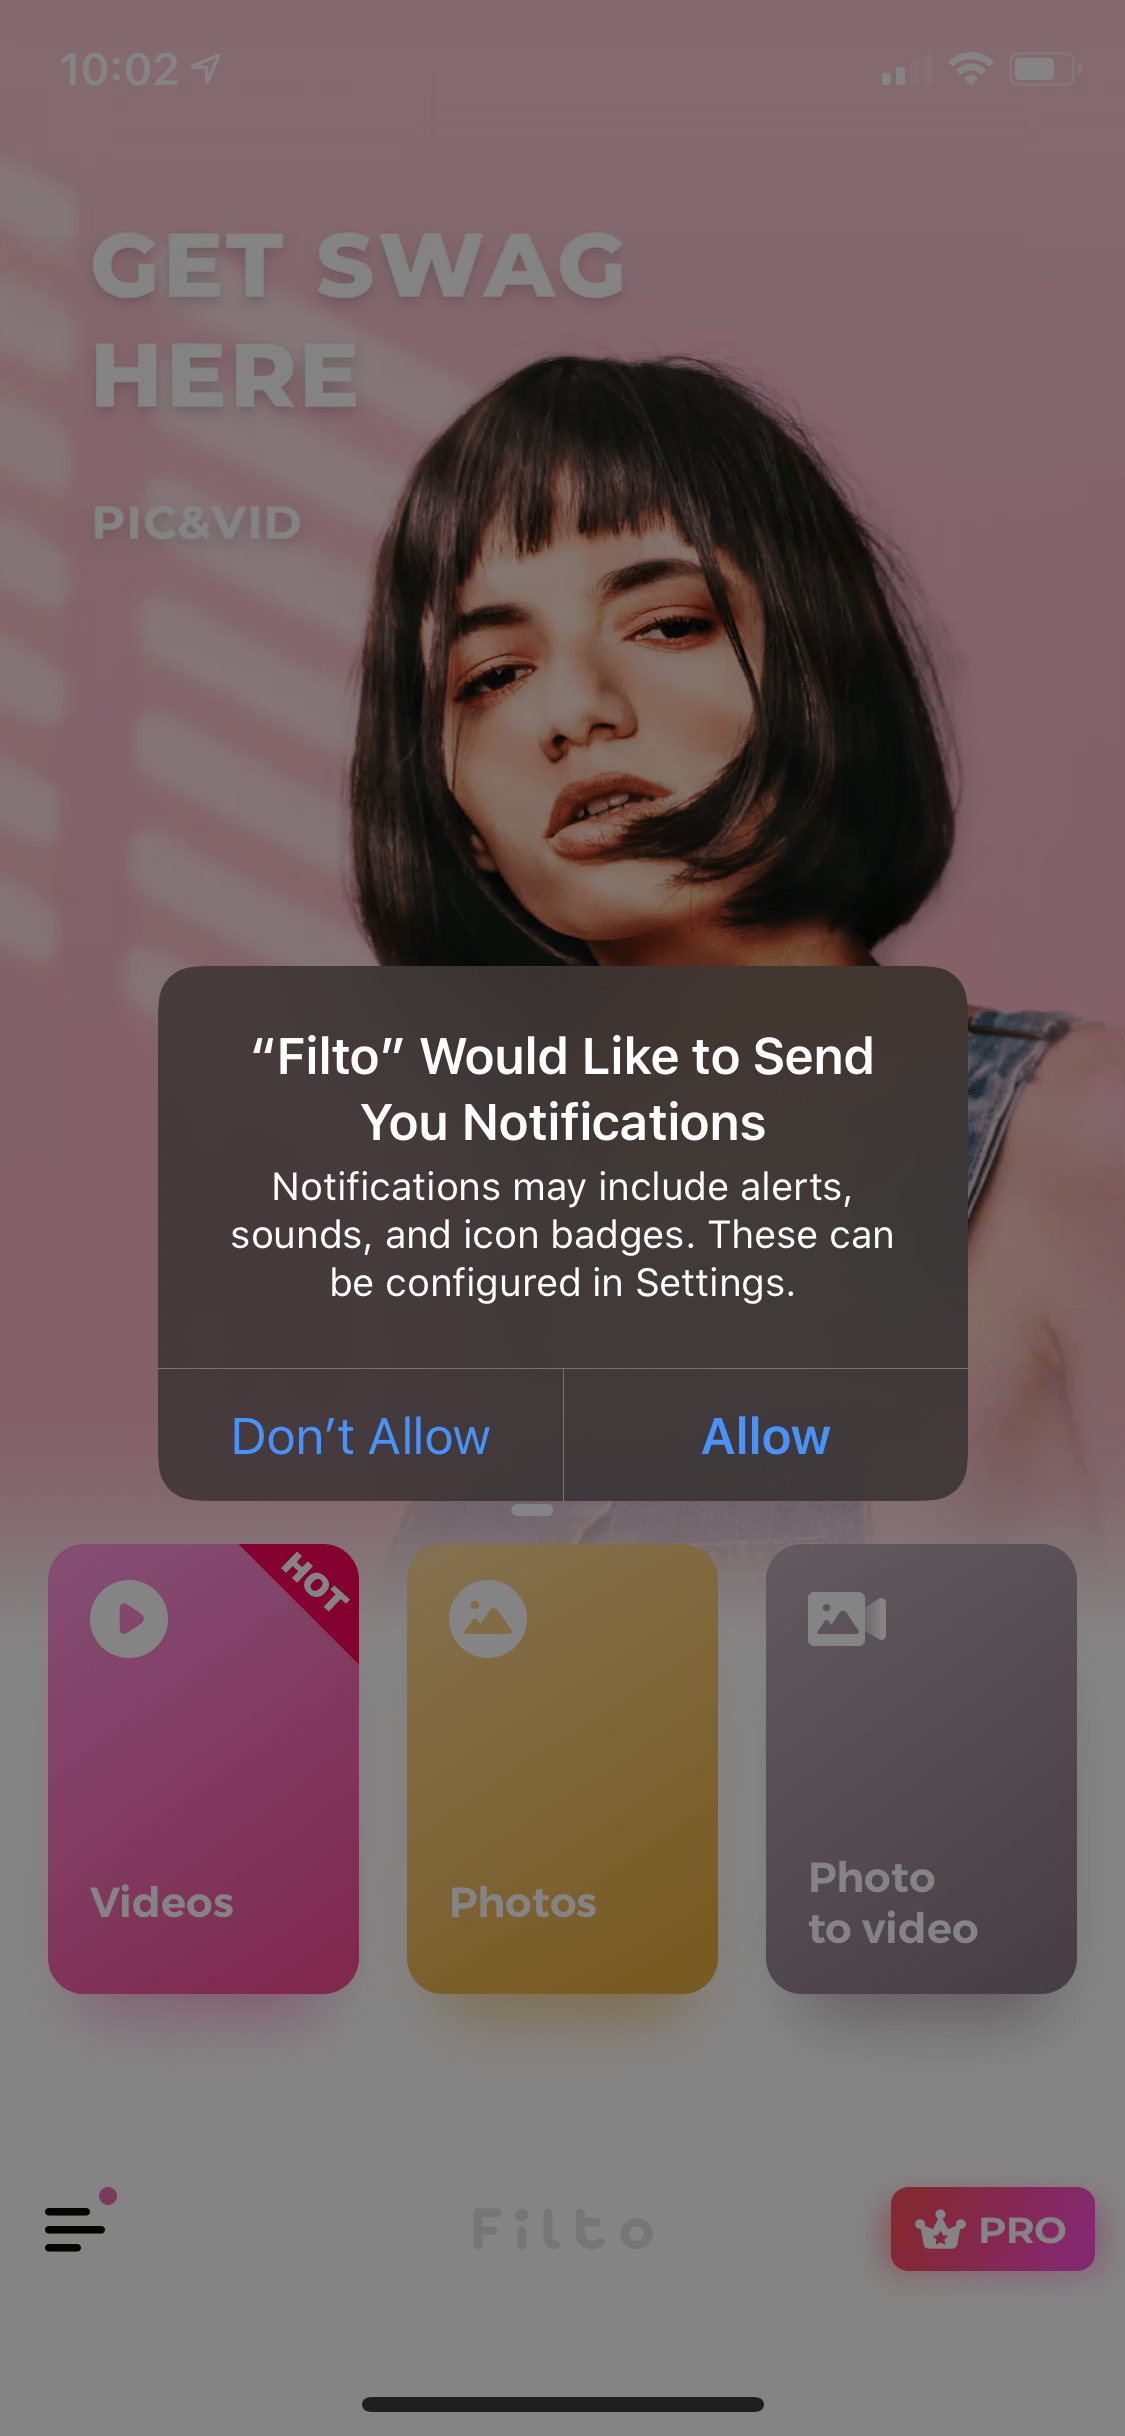 10:02
GET SWAG
HERE
PIC&VID
“Filto” Would Like to Send
You Notifications
Notifications may include alerts,
sounds, and icon badges. These can
be configured in Settings.
Don’t Allow
Allow
HOT
Videos
Photos
Photo
to video
Filto
PRO